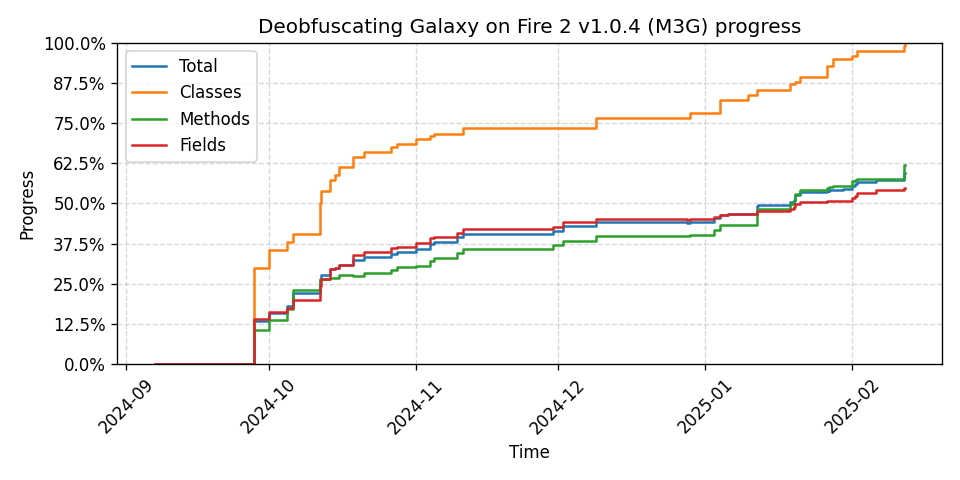 Deobfuscating Galaxy on Fire 2 v1.0.4 (M3G) progress
100.0%
87.5%
75.0%
62.5%
50.0%
37.5%
25.0%
12.5%
0.0%
Progress
Total
Classes
Methods
Fields
2024-09
2024-10
2024-11
2024-12
2025-01
2025-02
Time